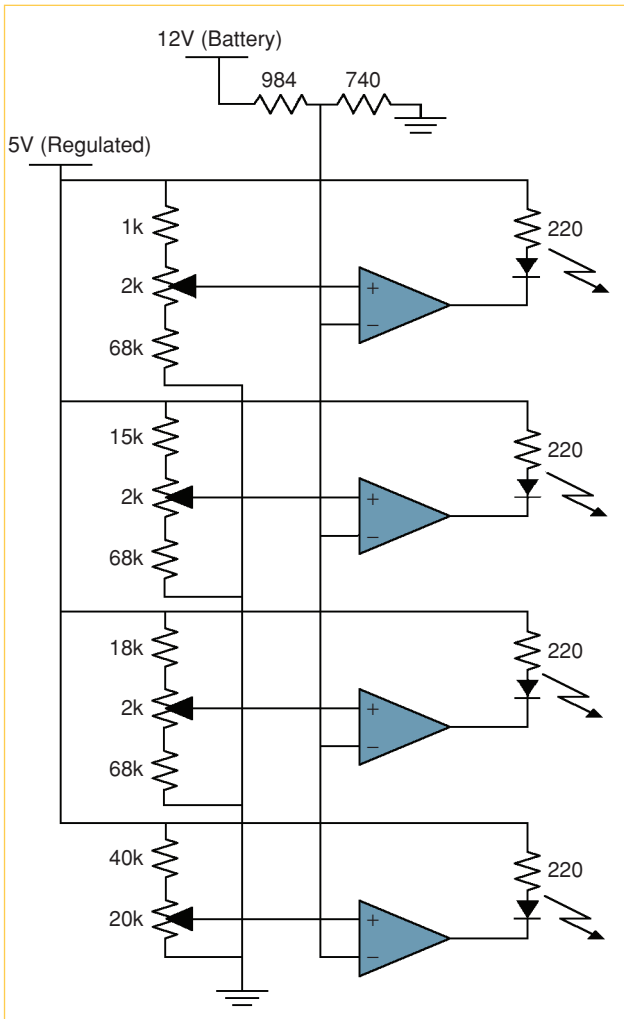 12V (Battery)
984 740
5V (Regulated)
1k
220
2k
+
−
68k
15k
220
2k
+
−
68k
18k
220
2k
+
−
68k
40k
220
20k
+
−